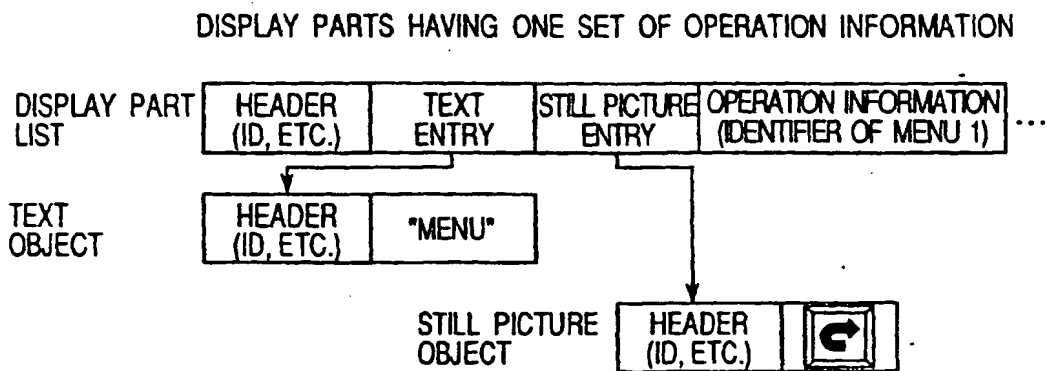 DISPLAY PARTS HAVING ONE SET OF OPERATION INFORMATION
DISPLAY PART LIST
HEADER (ID, ETC.)
TEXT ENTRY
STILL PICTURE ENTRY
OPERATION INFORMATION (IDENTIFIER OF MENU 1)
...
TEXT OBJECT
HEADER (ID, ETC.)
"MENU"
STILL PICTURE OBJECT
HEADER (ID, ETC.)